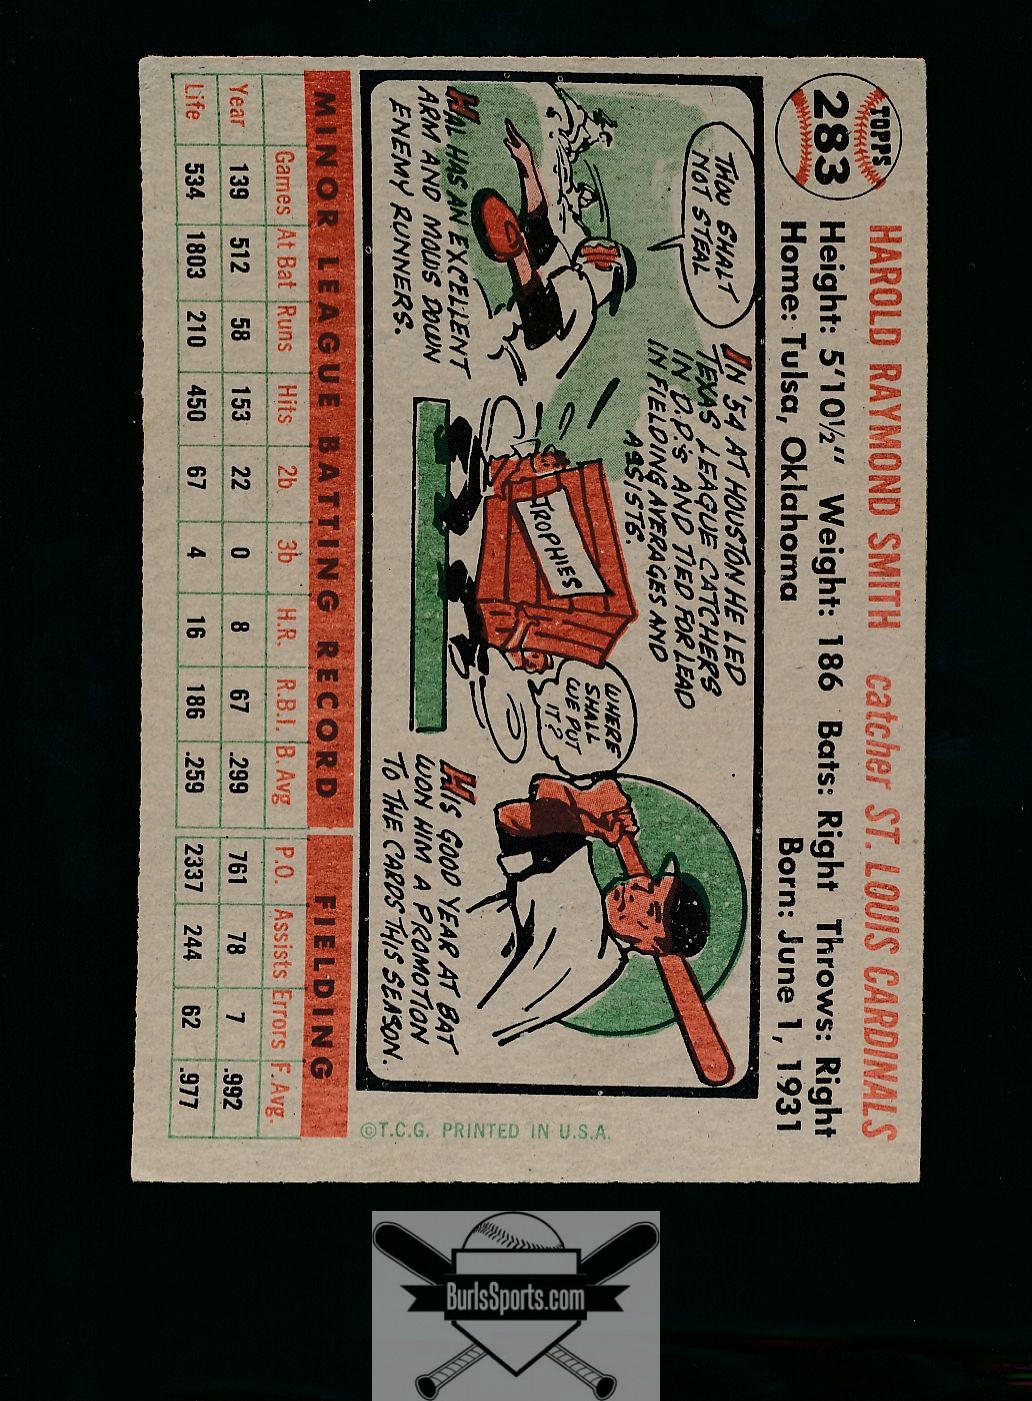 TOPPS
283
HAROLD RAYMOND SMITH catcher ST. LOUIS CARDINALS
Height: 5'10½" Weight: 186 Bats: Right Throws: Right
Home: Tulsa, Oklahoma Born: June 1, 1931
THOU SHALT
NOT STEAL
HAL HAS AN EXCELLENT
ARM AND MOWS DOWN
ENEMY RUNNERS.
IN '54 AT HOUSTON HE LED
TEXAS LEAGUE CATCHERS
IN D.P.'S AND TIED FOR LEAD
IN FIELDING AVERAGES AND
ASSISTS.
TROPHIES
WHERE
SHALL
WE PUT
IT?
HIS GOOD YEAR AT BAT
WON HIM A PROMOTION
TO THE CARDS THIS SEASON.
©T.C.G. PRINTED IN U.S.A.
MINOR LEAGUE BATTING RECORD FIELDING
Games At Bat Runs Hits 2b 3b H.R. R.B.I. B. Avg P.O. Assists Errors F. Avg.
Year 139 512 58 153 22 0 8 67 .299 761 78 7 .992
Life 534 1803 210 450 67 4 16 186 .259 2337 244 62 .977
BurlsSports.com